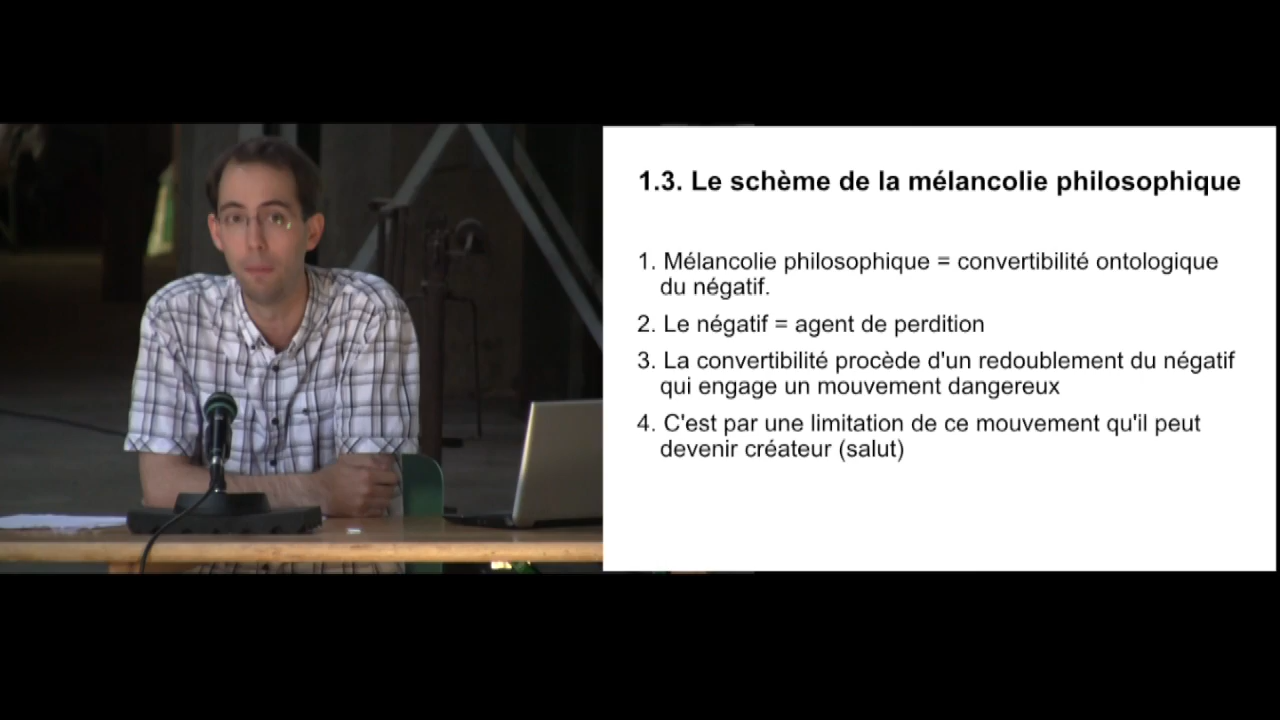 1.3. Le schème de la mélancolie philosophique
1. Mélancolie philosophique = convertibilité ontologique
du négatif.
2. Le négatif = agent de perdition
3. La convertibilité procède d'un redoublement du négatif
qui engage un mouvement dangereux
4. C'est par une limitation de ce mouvement qu'il peut
devenir créateur (salut)